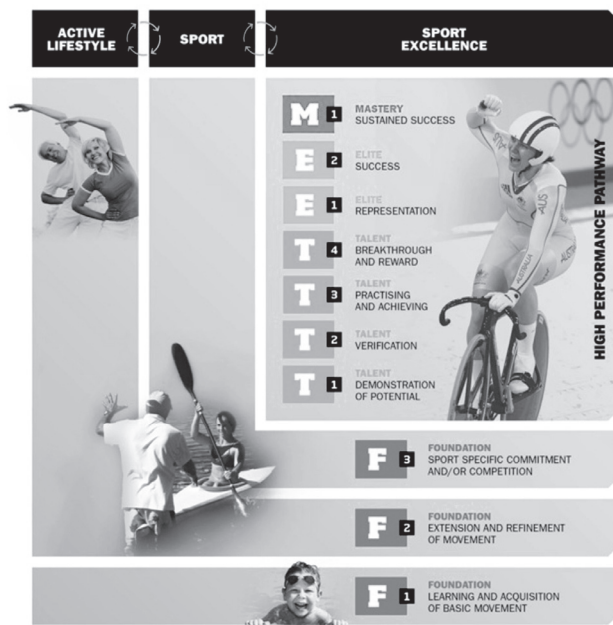 ACTIVE
LIFESTYLE
SPORT
SPORT
EXCELLENCE
M 1 MASTERY
SUSTAINED SUCCESS
E 2 ELITE
SUCCESS
E 1 ELITE
REPRESENTATION
T 4 TALENT
BREAKTHROUGH
AND REWARD
T 3 TALENT
PRACTISING
AND ACHIEVING
T 2 TALENT
VERIFICATION
T 1 TALENT
DEMONSTRATION
OF POTENTIAL
HIGH PERFORMANCE PATHWAY
AUS
AUSTRALIA
AUS
F 3 FOUNDATION
SPORT SPECIFIC COMMITMENT
AND/OR COMPETITION
F 2 FOUNDATION
EXTENSION AND REFINEMENT
OF MOVEMENT
F 1 FOUNDATION
LEARNING AND ACQUISITION
OF BASIC MOVEMENT